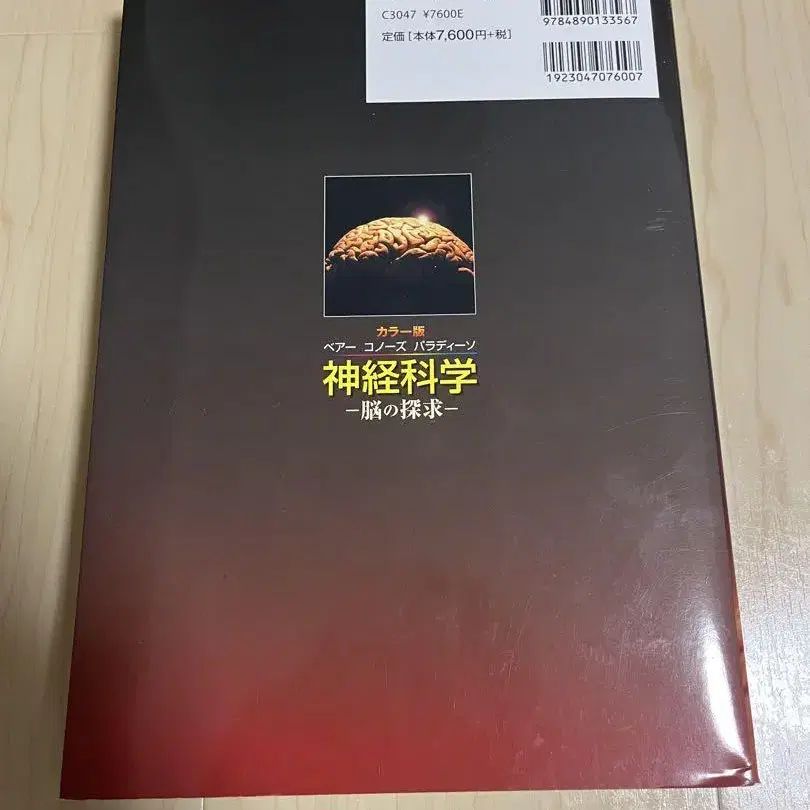 C3047 ¥7600E
定価[本体7,600円+税]
9784890133567
1923047076007
カラー版
ベアー コノーズ パラディーソ
神経科学
−脳の探求−